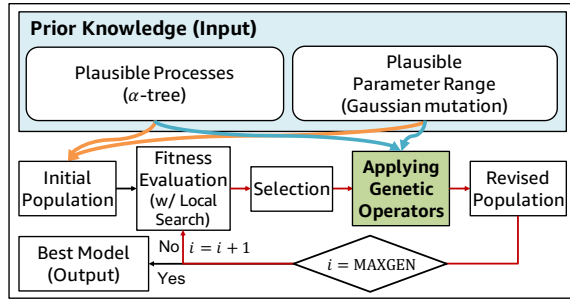 Prior Knowledge (Input)
Plausible Processes
(α-tree)
Plausible
Parameter Range
(Gaussian mutation)
Initial
Population
Fitness
Evaluation
(w/ Local
Search)
Selection
Applying
Genetic
Operators
Revised
Population
No
i = i + 1
Best Model
(Output)
Yes
i = MAXGEN